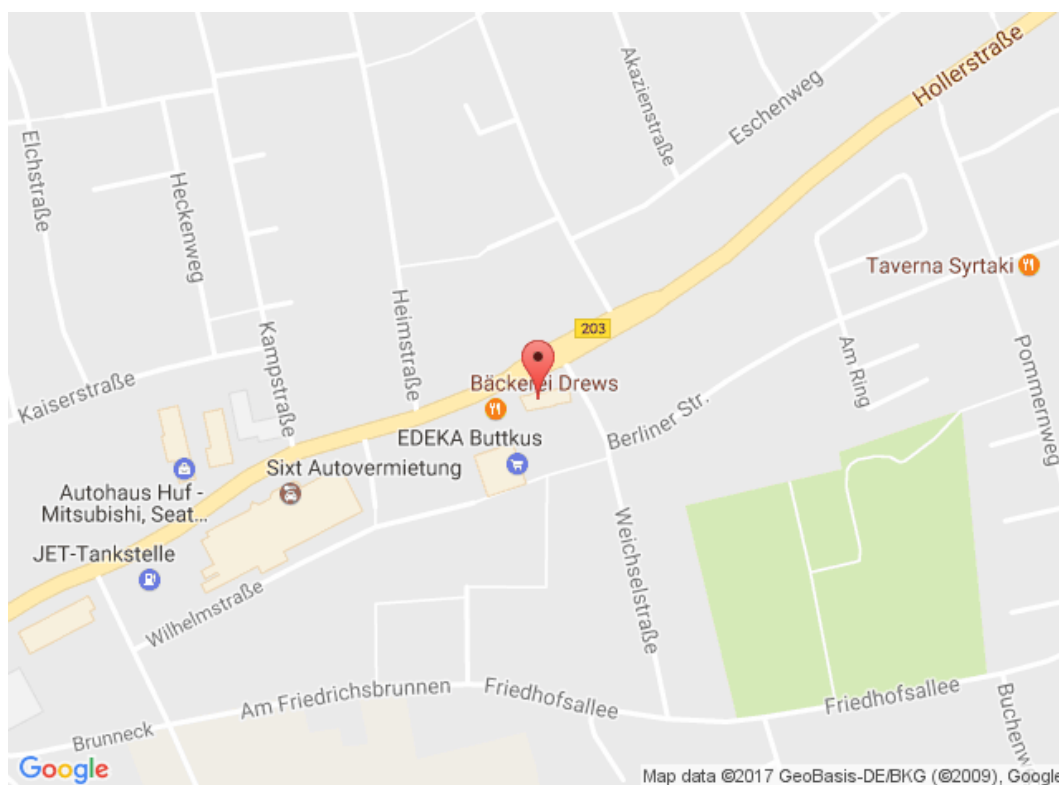 Akazienstraße
Eschenweg
Hollerstraße
Elchstraße
Heckenweg
Taverna Syrtaki
Heimstraße
203
Kampstraße
Am Ring
Pommernweg
Kaiserstraße
Bäckerei Drews
Berliner Str.
EDEKA Buttkus
Sixt Autovermietung
Autohaus Huf -
Mitsubishi, Seat...
JET-Tankstelle
Weichselstraße
Wilhelmstraße
Am Friedrichsbrunnen
Friedhofsallee
Friedhofsallee
Buchenw
Brunneck
Google
Map data ©2017 GeoBasis-DE/BKG (©2009), Google